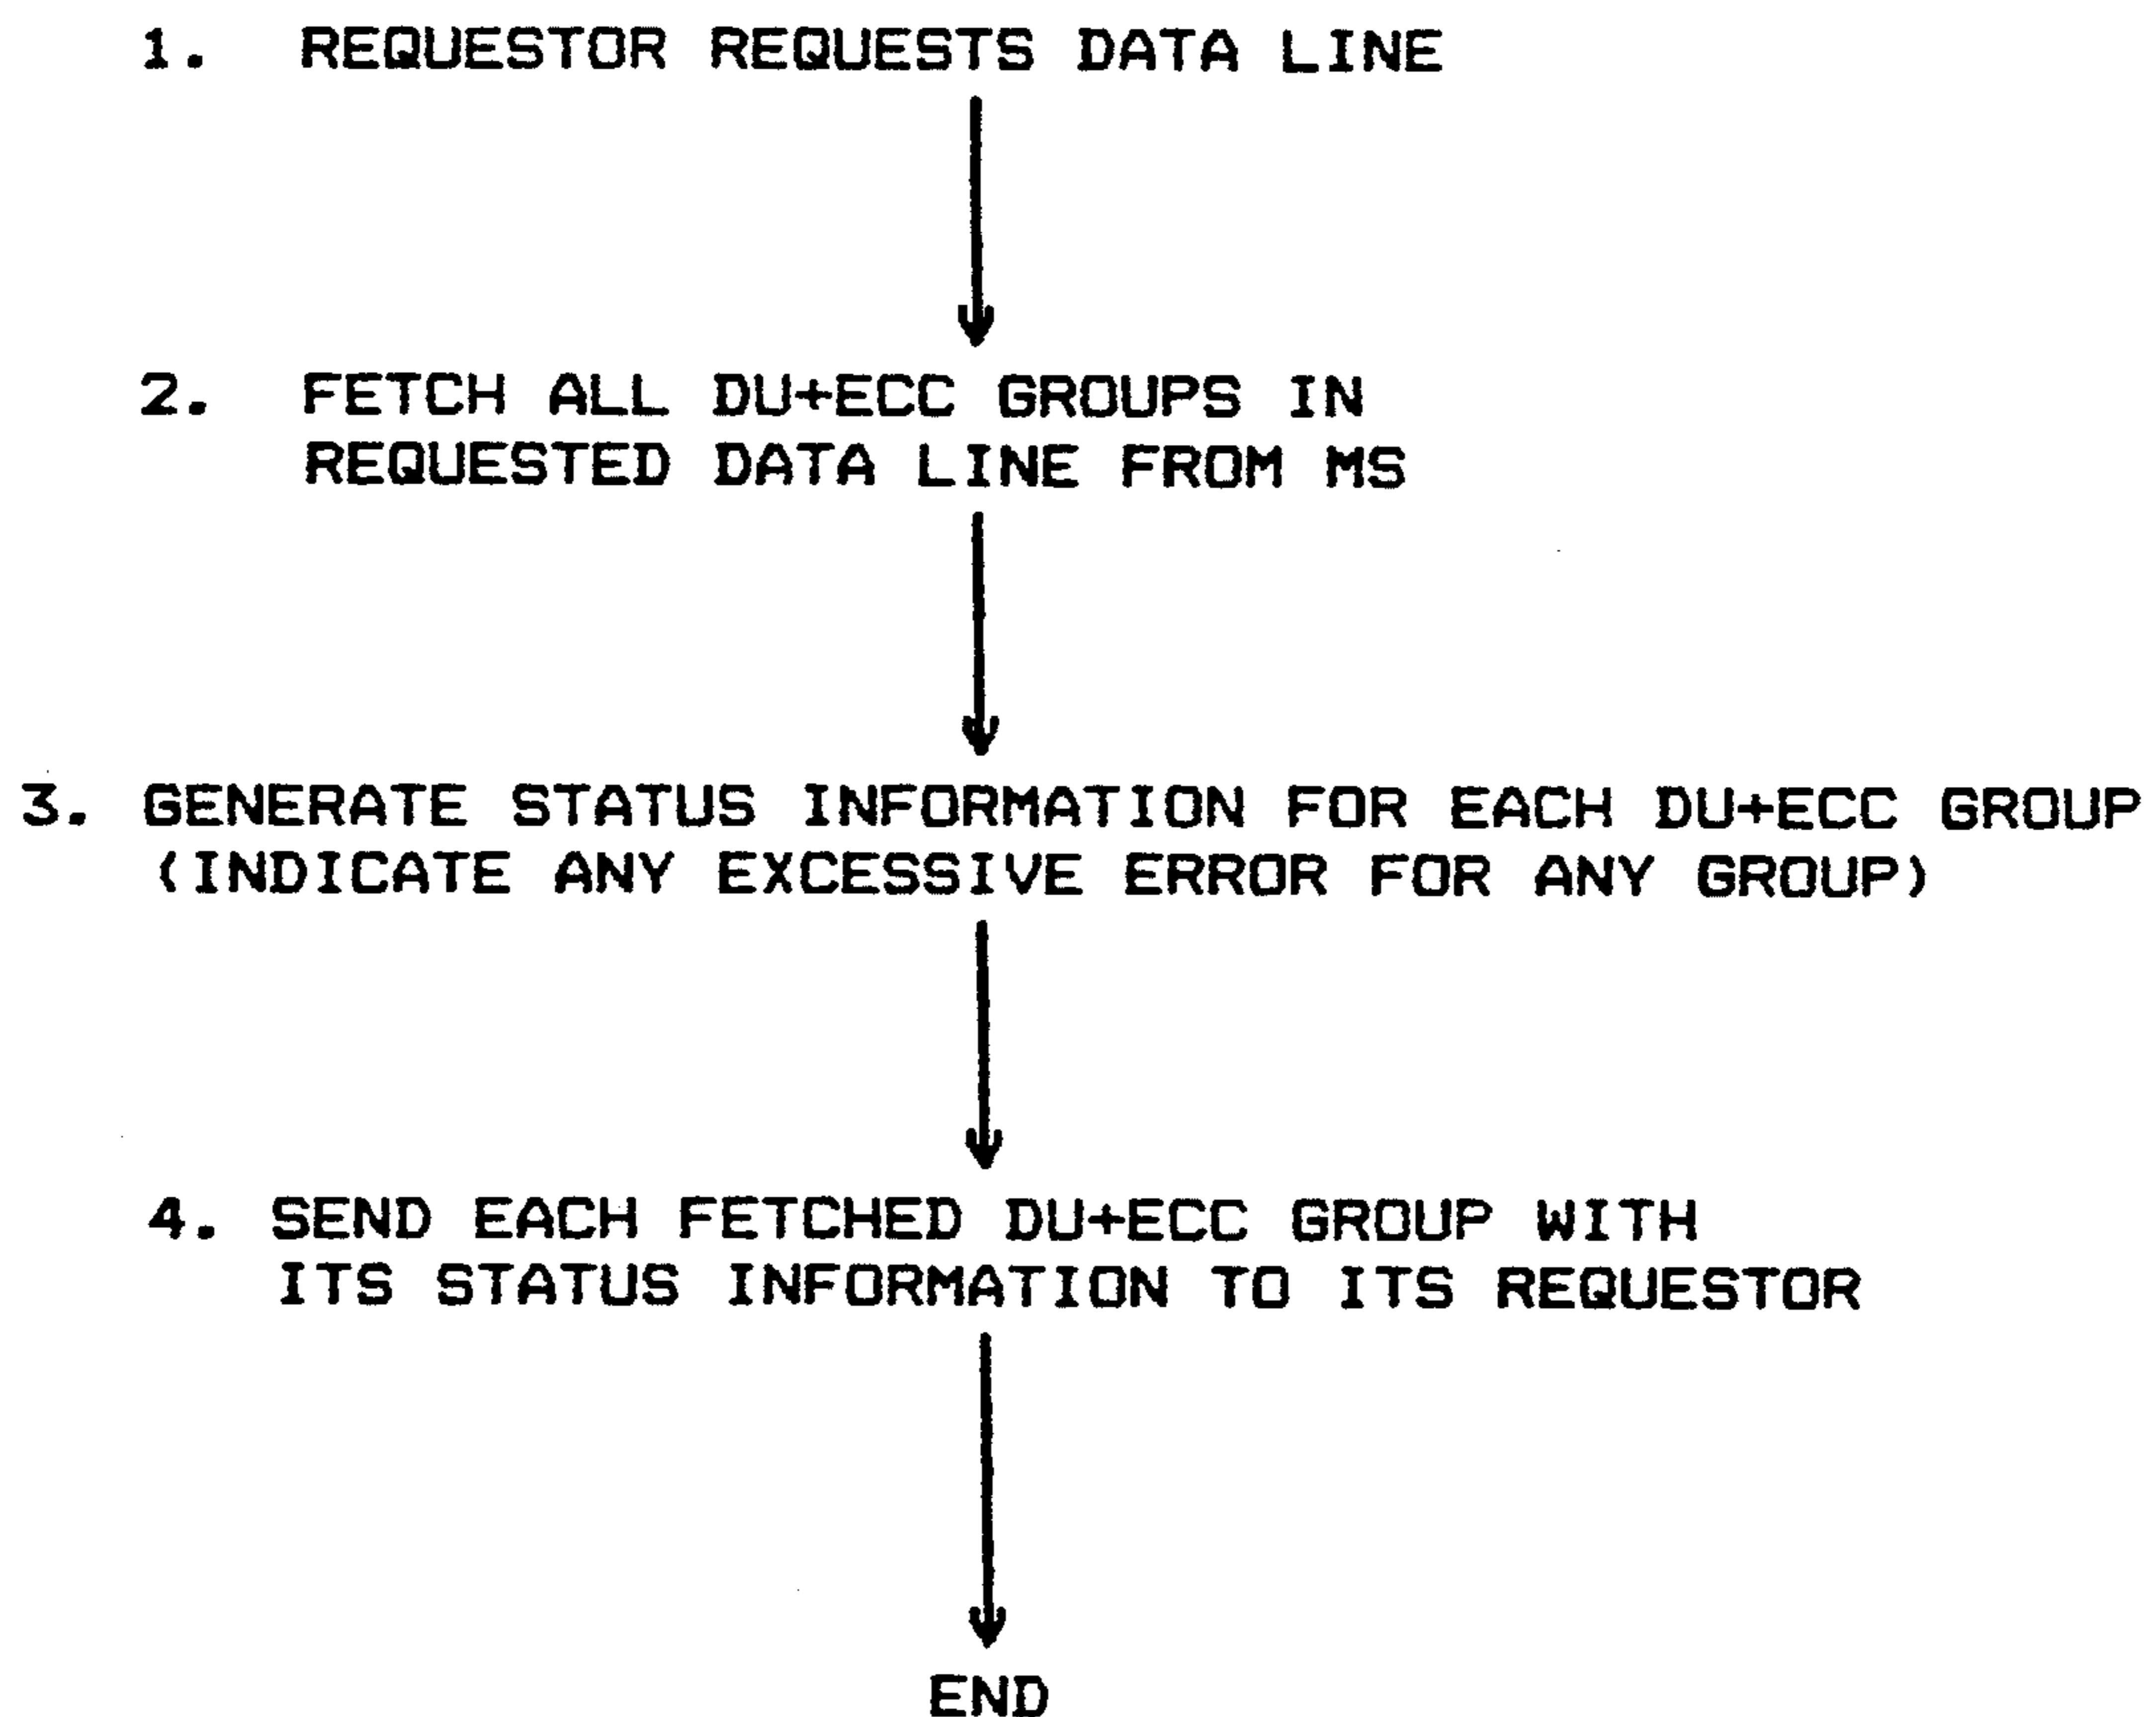 1. REQUESTOR REQUESTS DATA LINE
2. FETCH ALL DU+ECC GROUPS IN
REQUESTED DATA LINE FROM MS
3. GENERATE STATUS INFORMATION FOR EACH DU+ECC GROUP
(INDICATE ANY EXCESSIVE ERROR FOR ANY GROUP)
4. SEND EACH FETCHED DU+ECC GROUP WITH
ITS STATUS INFORMATION TO ITS REQUESTOR
END